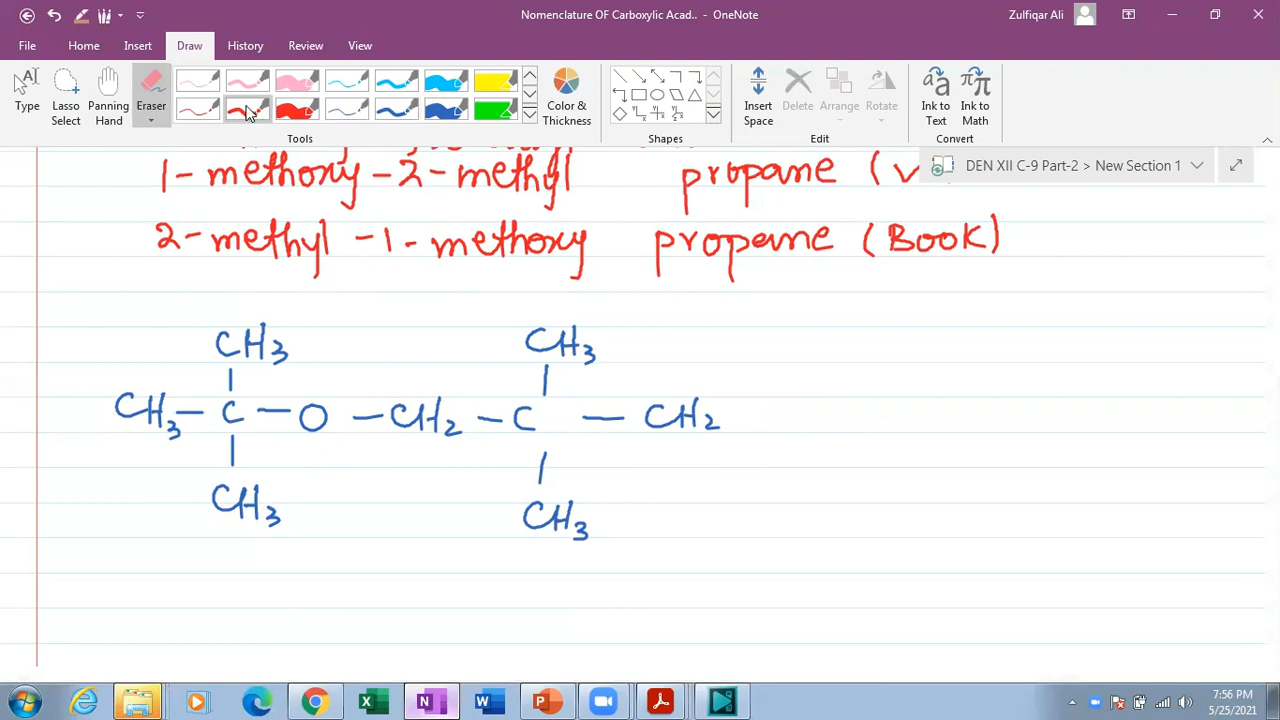 Nomenclature OF Carboxylic Acad.. - OneNote
Zulfiqar Ali
File Home Insert Draw History Review View
Type
Lasso Select
Panning Hand
Eraser
Color & Thickness
Insert Space
Delete
Arrange
Rotate
Ink to Text
Ink to Math
Tools
Shapes
Edit
Convert
DEN XII C-9 Part-2 > New Section 1
1- methoxy -2- methyl propane (
2- methyl -1- methoxy propane (Book)
CH3 CH3
CH3 - C - O - CH2 - C - CH2
CH3 CH3
7:56 PM
5/25/2021